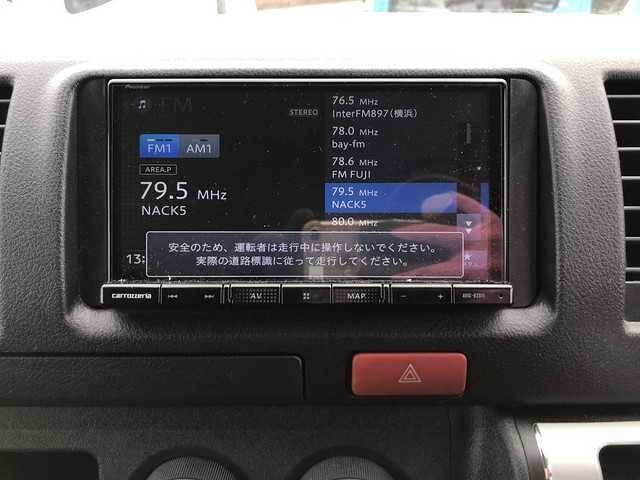 Pioneer
FM
STEREO
FM1 AM1
AREA.P
79.5 MHz
NACK5
76.5 MHz
InterFM897(横浜)
78.0 MHz
bay-fm
78.6 MHz
FM FUJI
79.5 MHz
NACK5
80.0 MHz
安全のため、運転者は走行中に操作しないでください。
実際の道路標識に従って走行してください。
13:
carrozzeria
AV
MAP